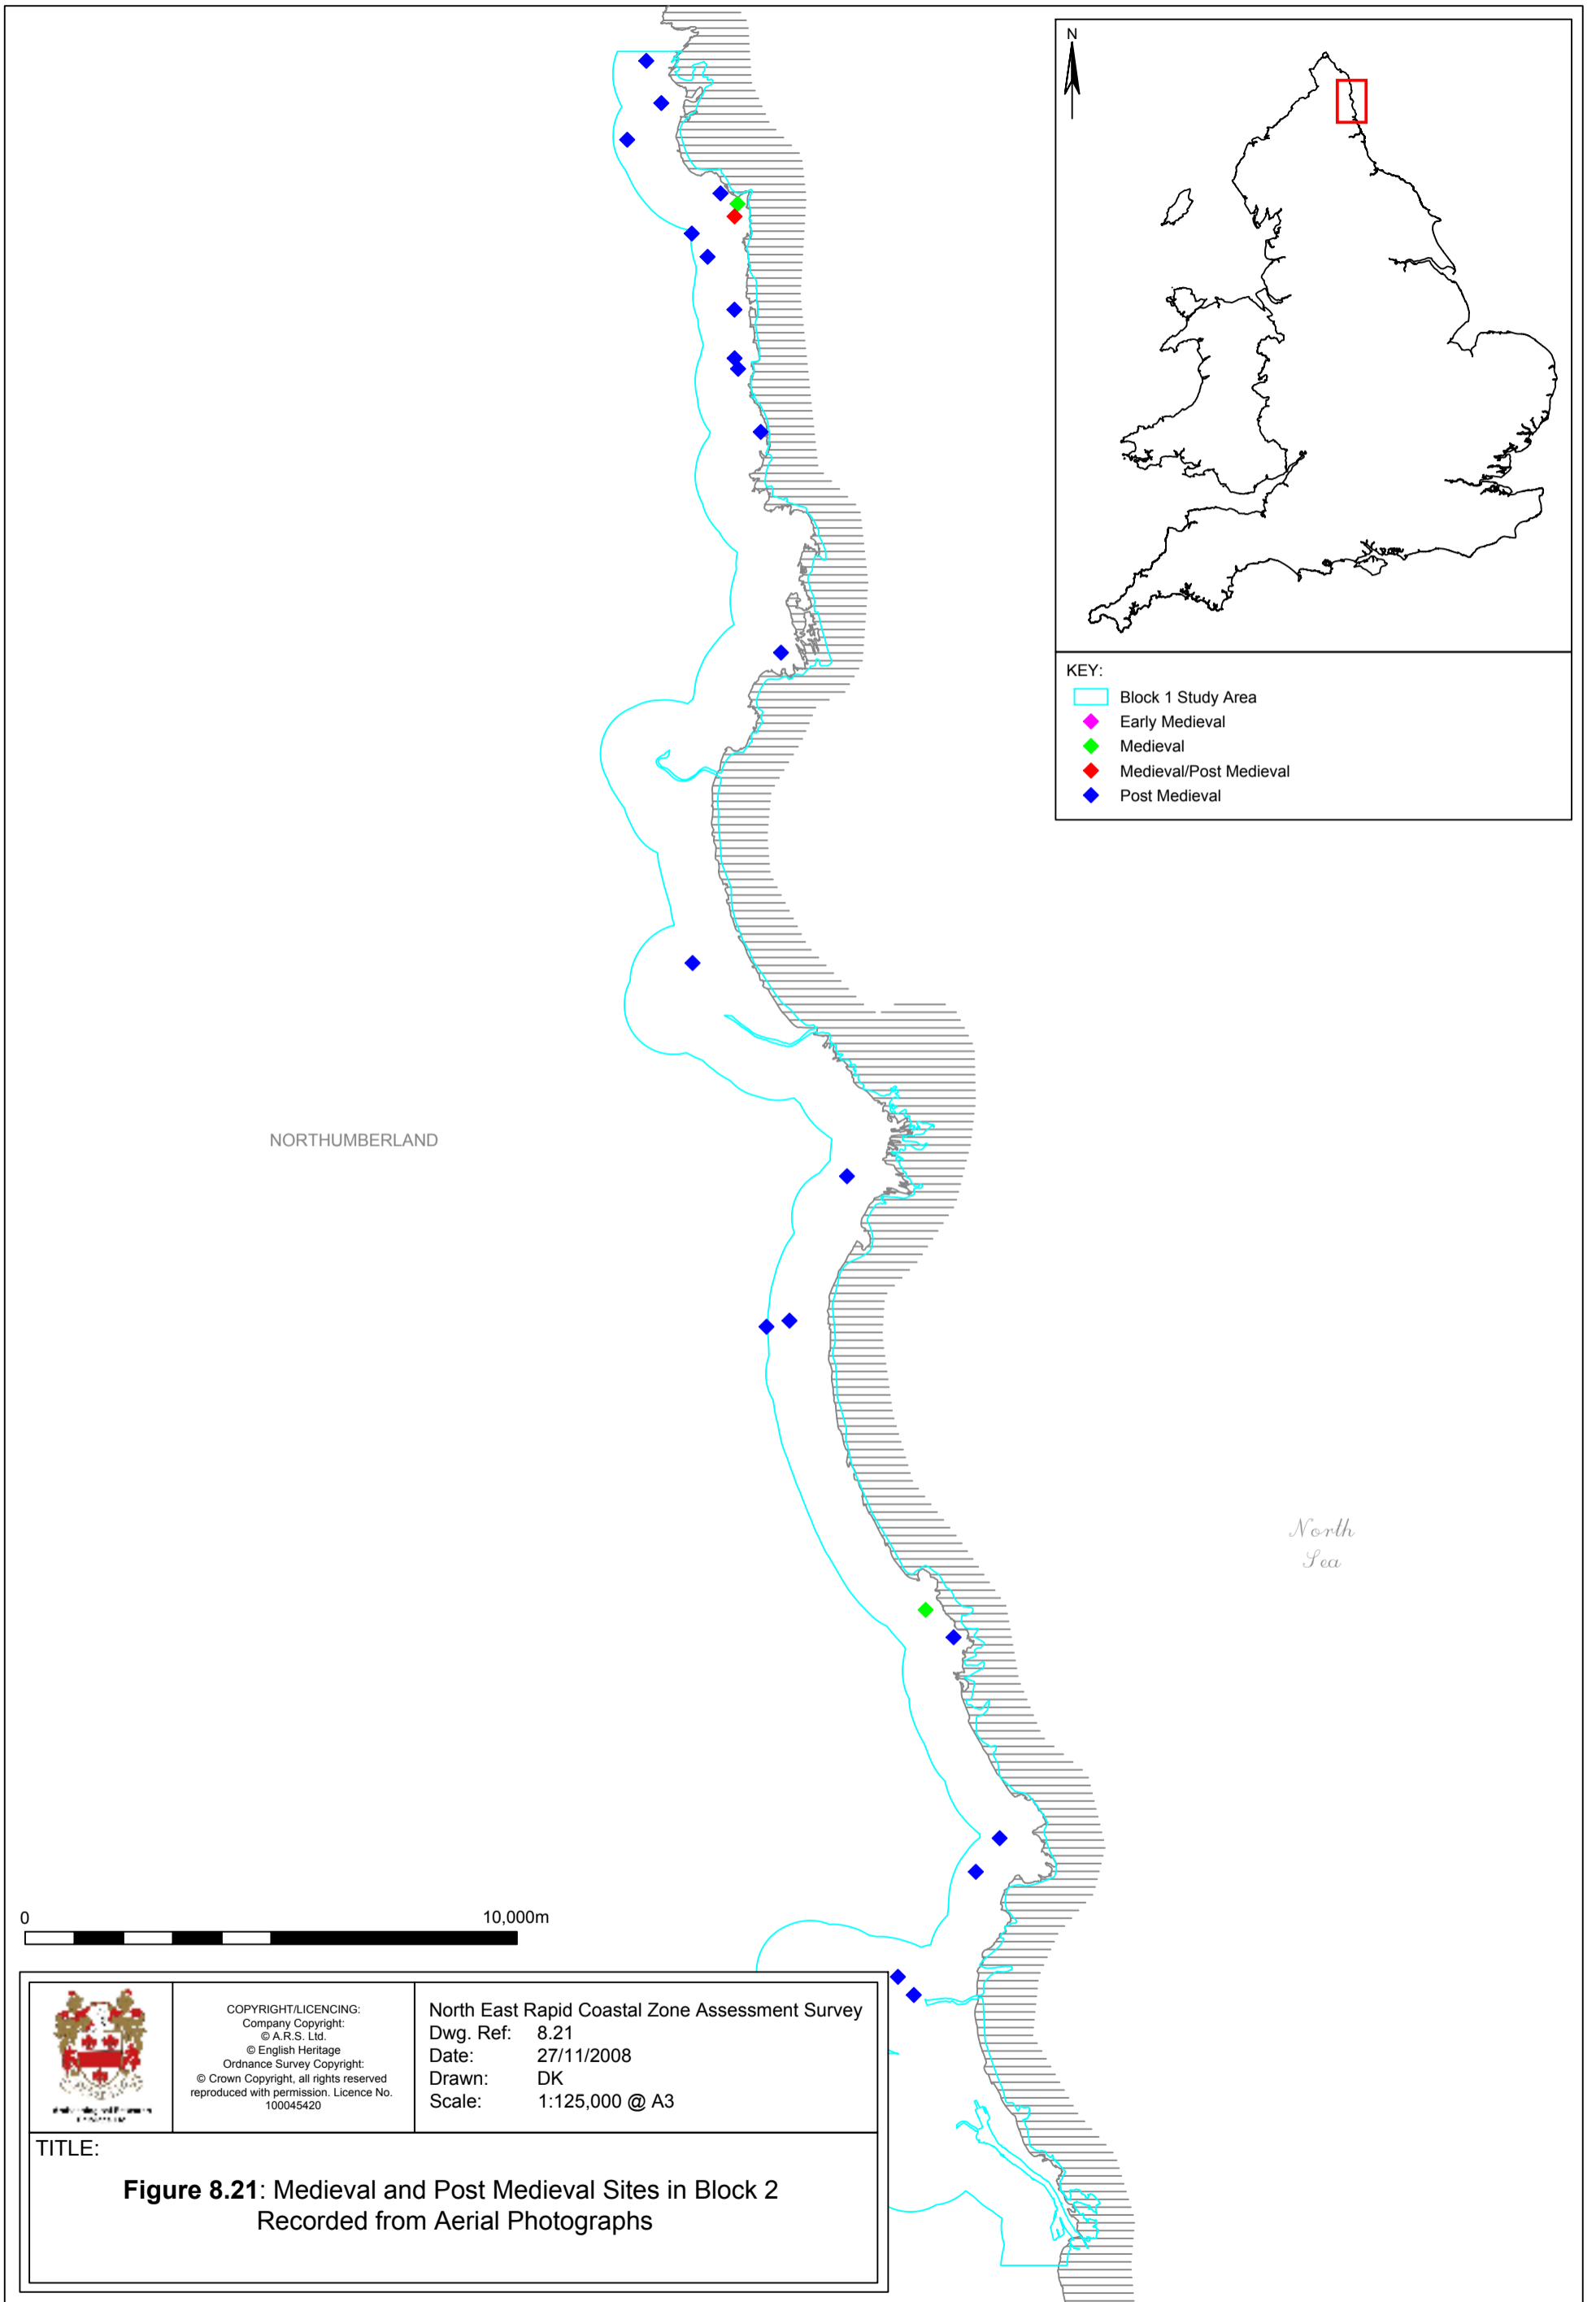 N
KEY:
Block 1 Study Area
Early Medieval
Medieval
Medieval/Post Medieval
Post Medieval
NORTHUMBERLAND
North
Sea
0 10,000m
COPYRIGHT/LICENCING:
Company Copyright:
© A.R.S. Ltd.
© English Heritage
Ordnance Survey Copyright:
© Crown Copyright, all rights reserved
reproduced with permission. Licence No.
100045420
North East Rapid Coastal Zone Assessment Survey
Dwg. Ref: 8.21
Date: 27/11/2008
Drawn: DK
Scale: 1:125,000 @ A3
TITLE:
Figure 8.21: Medieval and Post Medieval Sites in Block 2
Recorded from Aerial Photographs